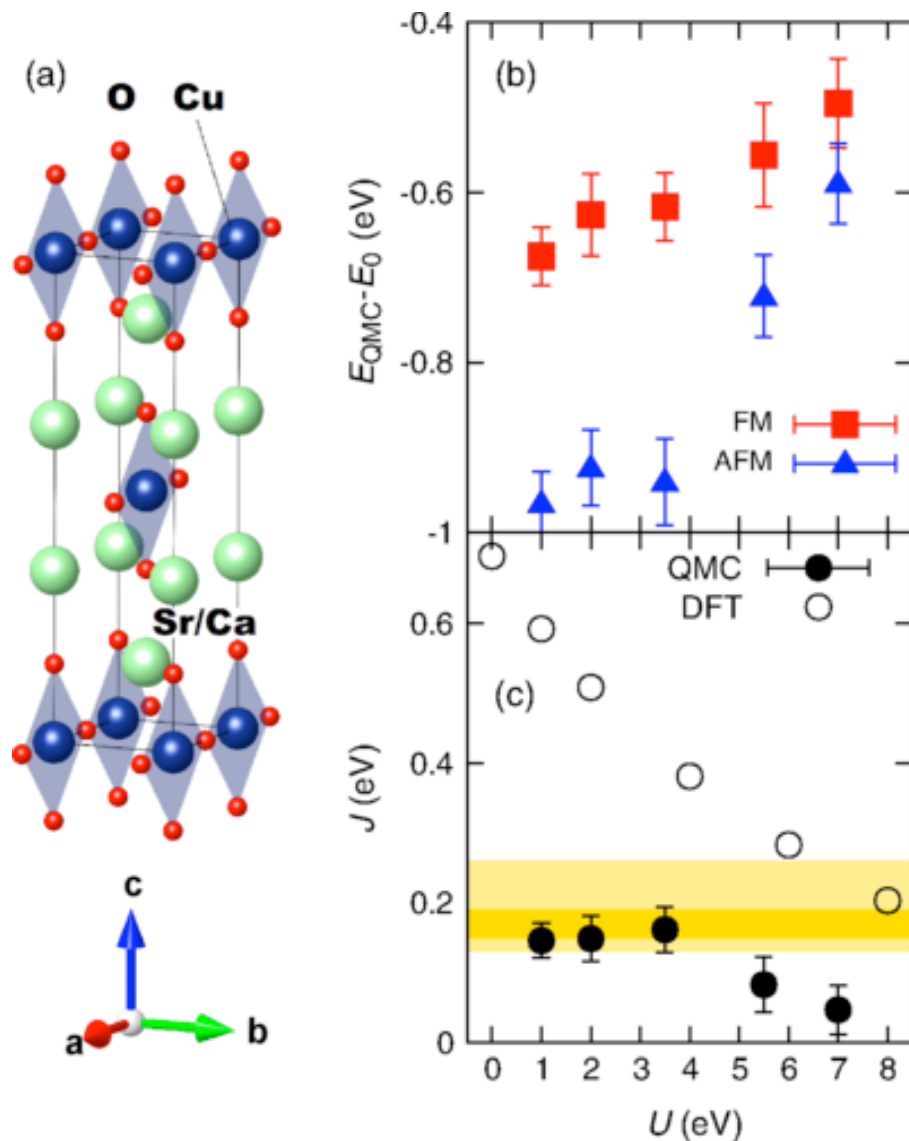 (a)
O Cu
Sr/Ca
c
a
b
(b)
E_QMC-E_0 (eV)
-0.4
-0.6
-0.8
-1
FM
AFM
QMC
DFT
(c)
J (eV)
0.6
0.4
0.2
0
0 1 2 3 4 5 6 7 8
U (eV)